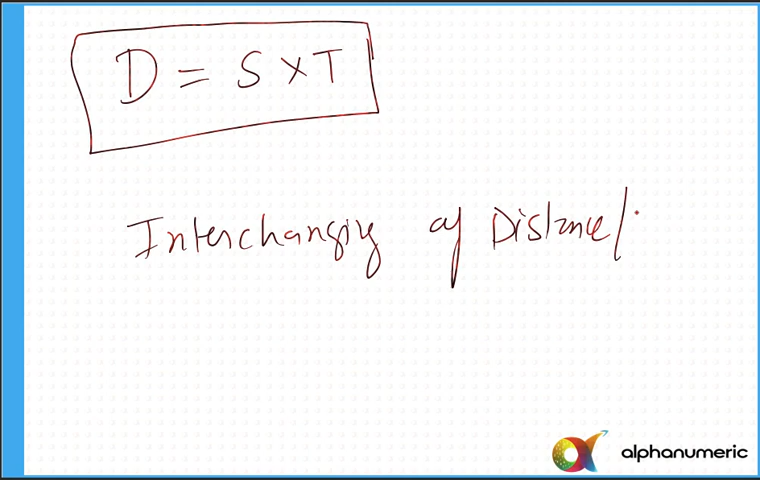 D = S × T
Interchanging of Distance/
alphanumeric